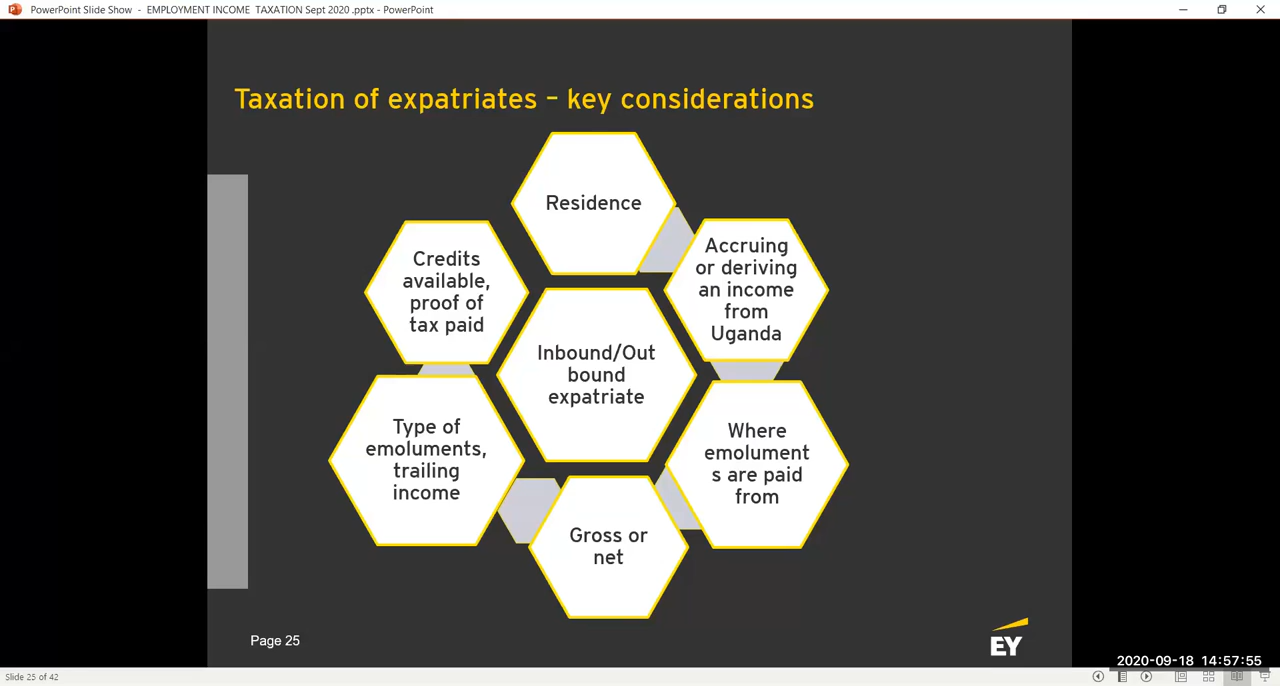 PowerPoint Slide Show - EMPLOYMENT INCOME TAXATION Sept 2020 .pptx - PowerPoint
Taxation of expatriates – key considerations
Residence
Accruing
or deriving
an income
from
Uganda
Where
emolument
s are paid
from
Gross or
net
Type of
emoluments,
trailing
income
Credits
available,
proof of
tax paid
Inbound/Out
bound
expatriate
Page 25
EY
2020-09-18 14:57:55
Slide 25 of 42